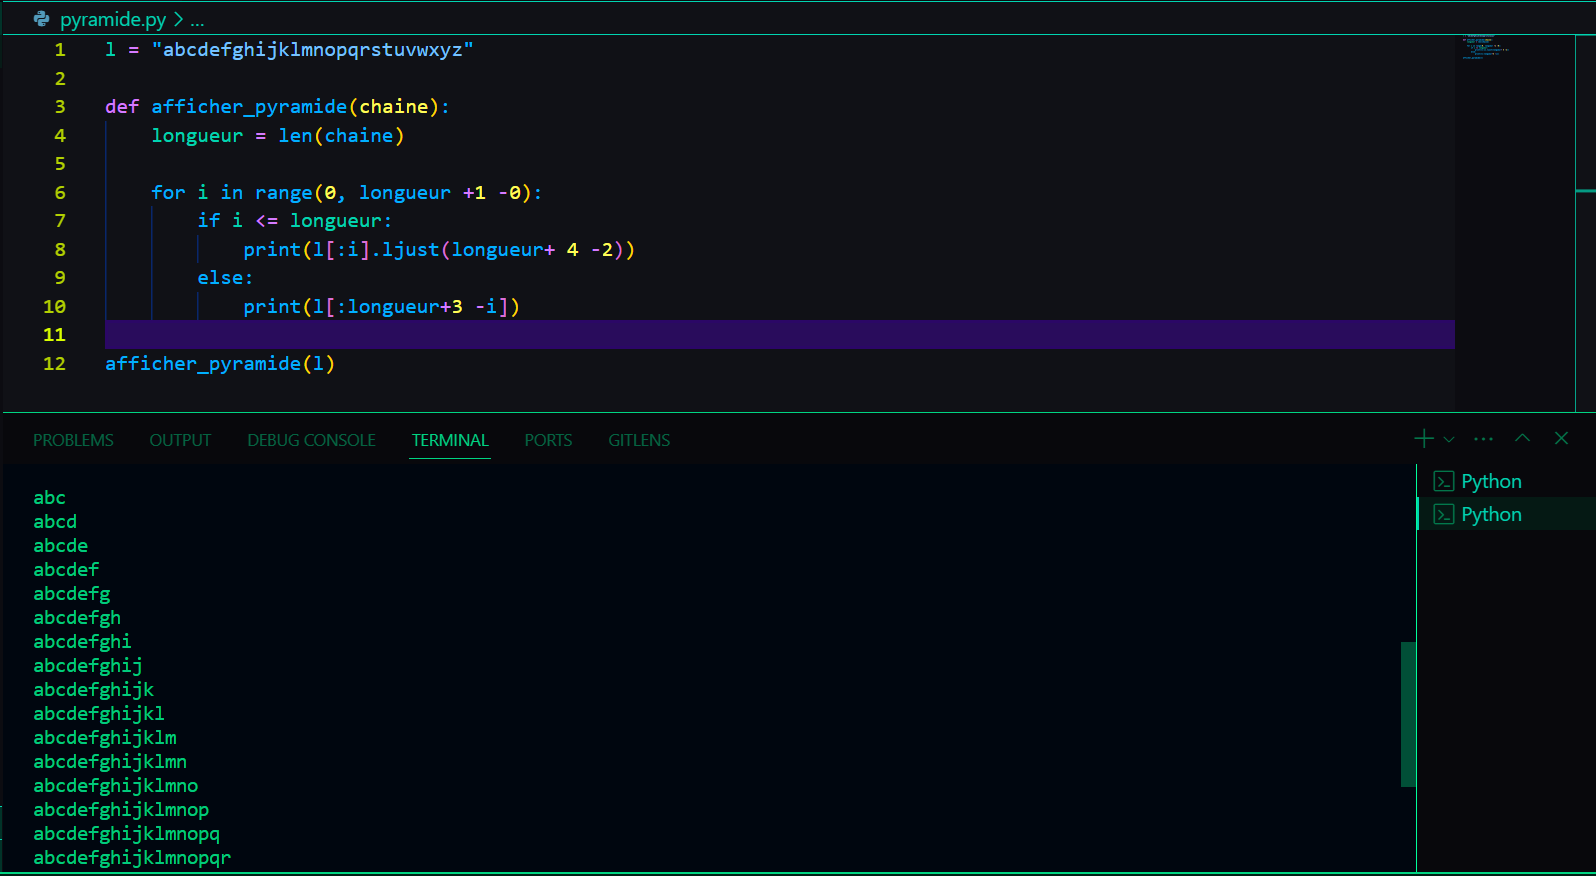 pyramide.py > ...
1 l = "abcdefghijklmnopqrstuvwxyz"
2
3 def afficher_pyramide(chaine):
4     longueur = len(chaine)
5
6     for i in range(0, longueur +1 -0):
7         if i <= longueur:
8             print(l[:i].ljust(longueur+ 4 -2))
9         else:
10             print(l[:longueur+3 -i])
11
12 afficher_pyramide(l)
PROBLEMS OUTPUT DEBUG CONSOLE TERMINAL PORTS GITLENS
abc
abcd
abcde
abcdef
abcdefg
abcdefgh
abcdefghi
abcdefghij
abcdefghijk
abcdefghijkl
abcdefghijklm
abcdefghijklmn
abcdefghijklmno
abcdefghijklmnop
abcdefghijklmnopq
abcdefghijklmnopqr
Python
Python